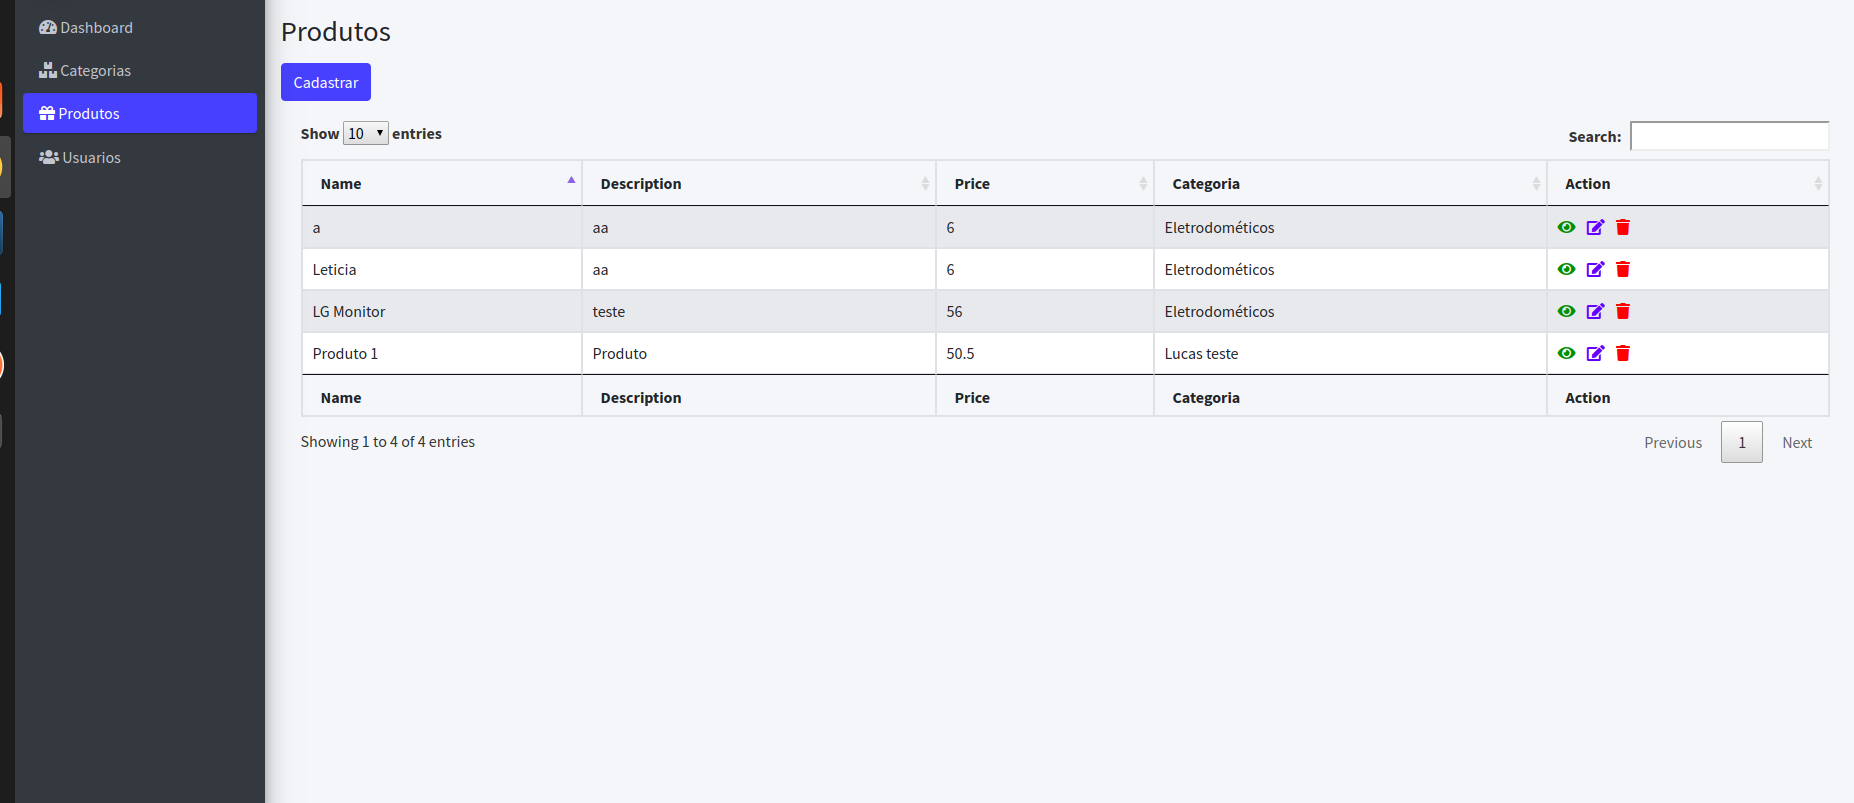 Dashboard
Categorias
Produtos
Usuarios
Produtos
Cadastrar
Show 10 entries
Search:
Name Description Price Categoria Action
a aa 6 Eletrodométicos
Leticia aa 6 Eletrodométicos
LG Monitor teste 56 Eletrodométicos
Produto 1 Produto 50.5 Lucas teste
Name Description Price Categoria Action
Showing 1 to 4 of 4 entries
Previous 1 Next